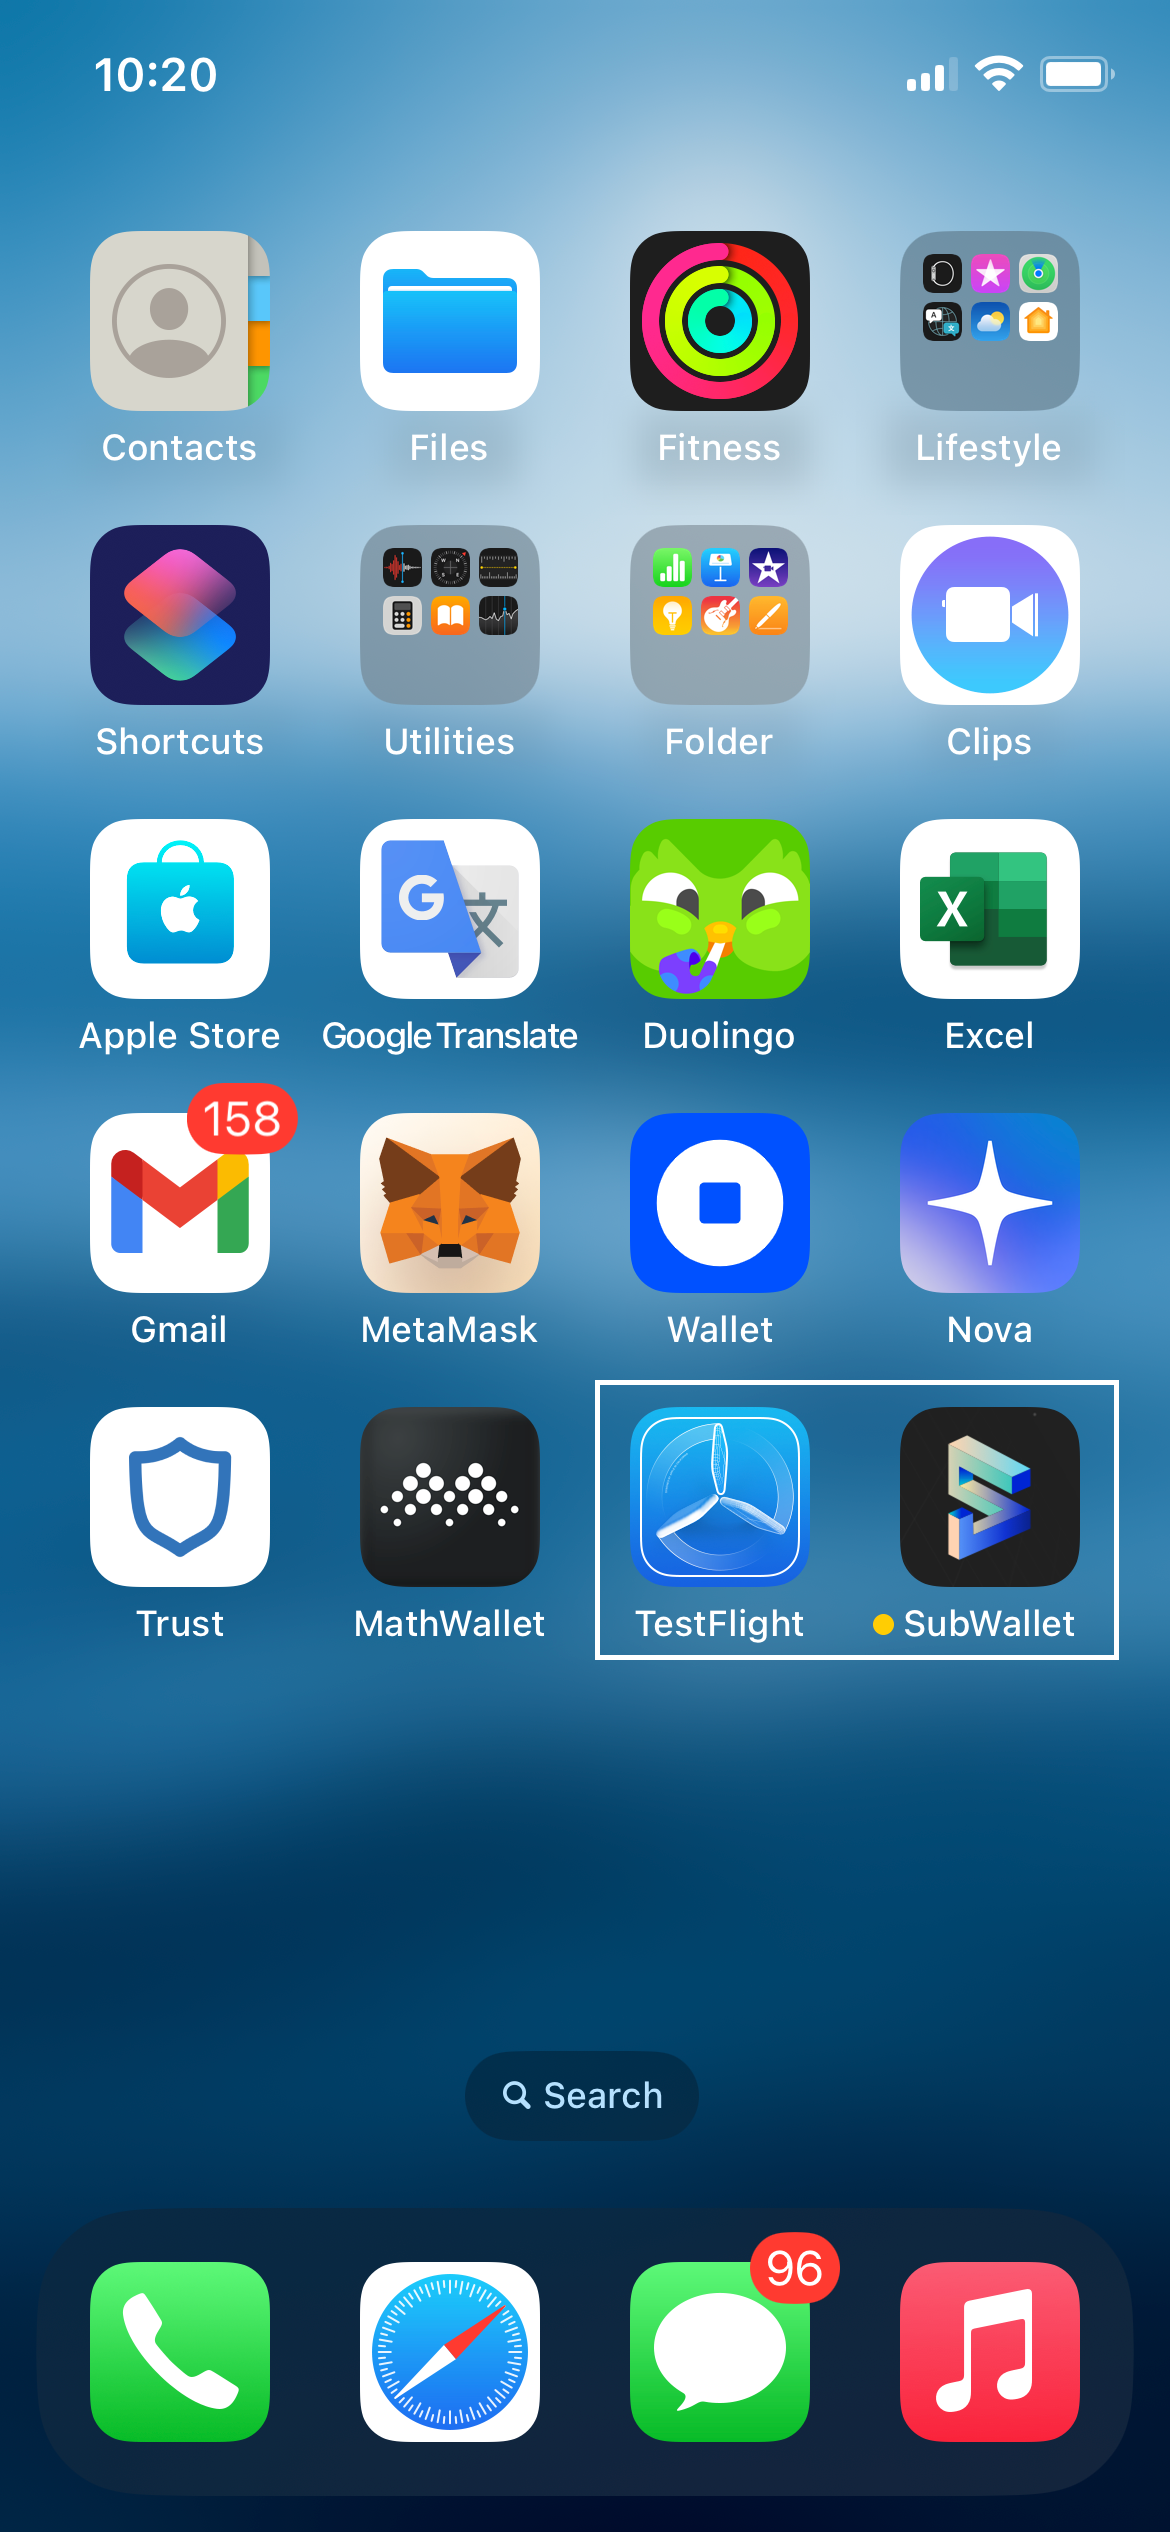 10:20
Contacts Files Fitness Lifestyle
Shortcuts Utilities Folder Clips
Apple Store Google Translate Duolingo Excel
158
Gmail MetaMask Wallet Nova
Trust MathWallet TestFlight SubWallet
Search
96